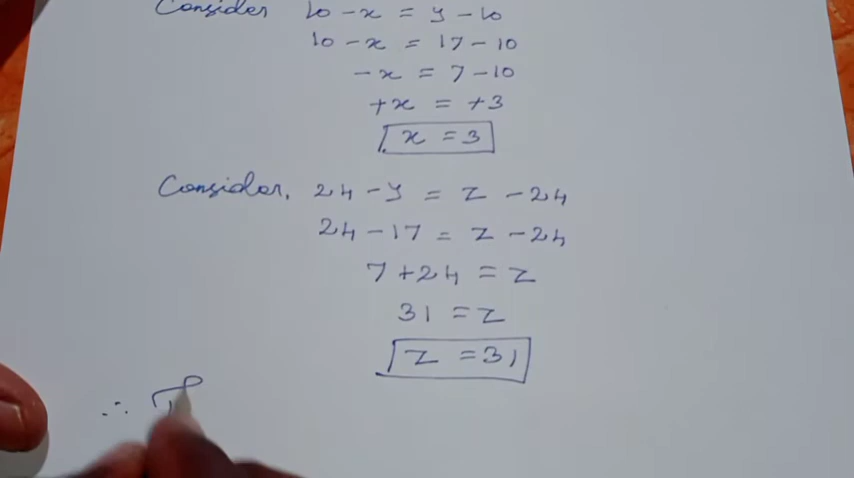 Consider 10 - x = y - 10
10 - x = 17 - 10
- x = 7 - 10
+x = +3
x = 3
Consider, 24 - y = z - 24
24 - 17 = z - 24
7 + 24 = z
31 = z
z = 31
∴